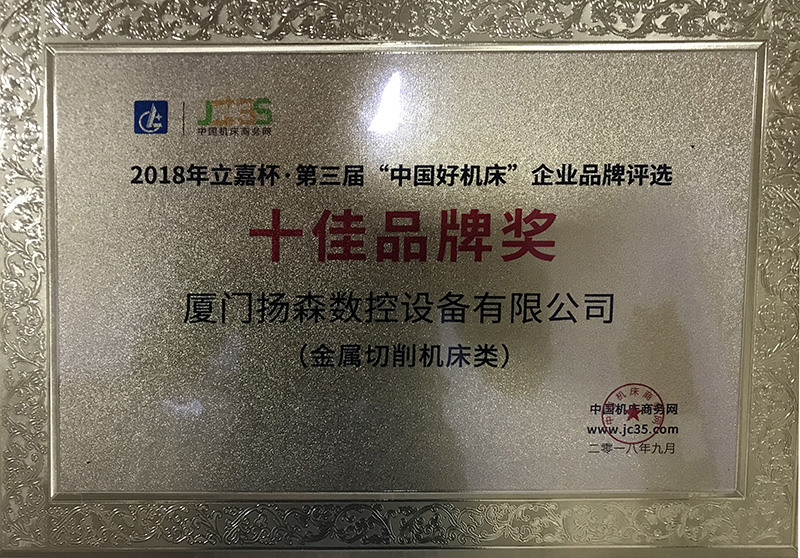 JC35
中国机床商务网
2018年立嘉杯·第三届“中国好机床”企业品牌评选
十佳品牌奖
厦门扬森数控设备有限公司
（金属切削机床类）
中国机床商务网
www.jc35.com
二零一八年九月